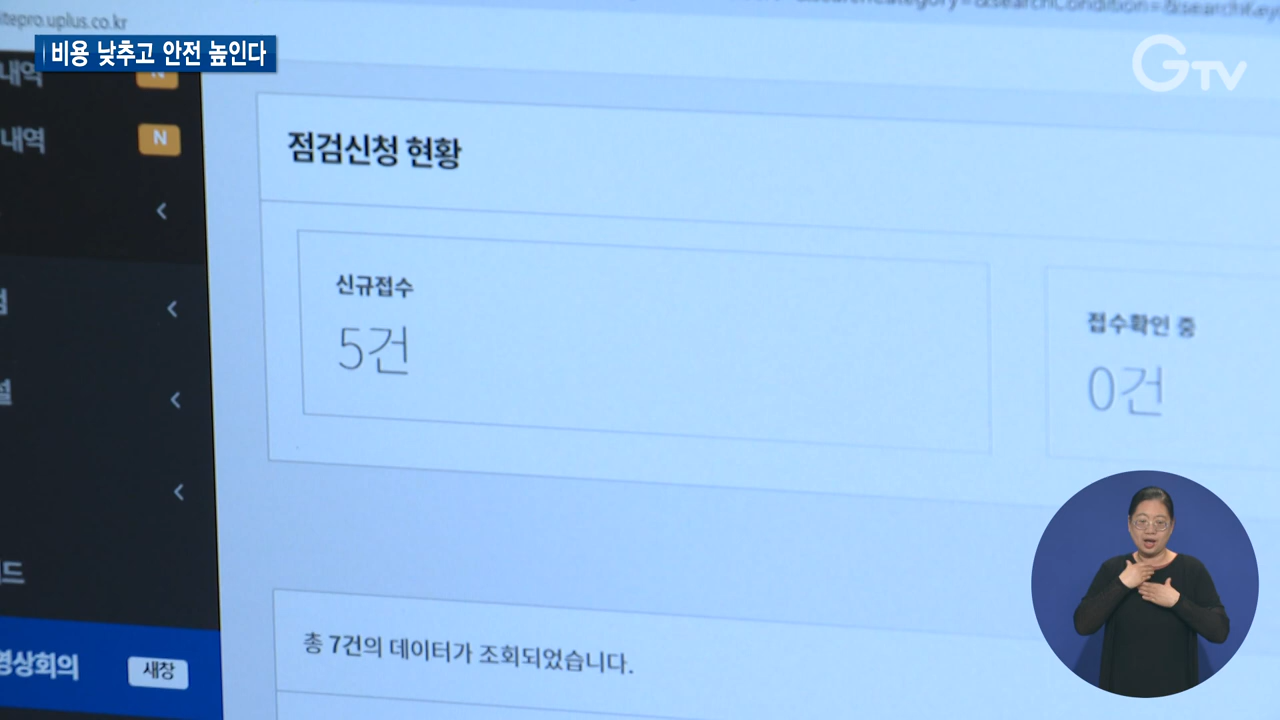 itepro.uplus.co.kr
비용 낮추고 안전 높인다
GTV
내역 N
내역 N
점검신청 현황
신규접수
5건
접수확인 중
0건
총 7건의 데이터가 조회되었습니다.
영상회의 새창